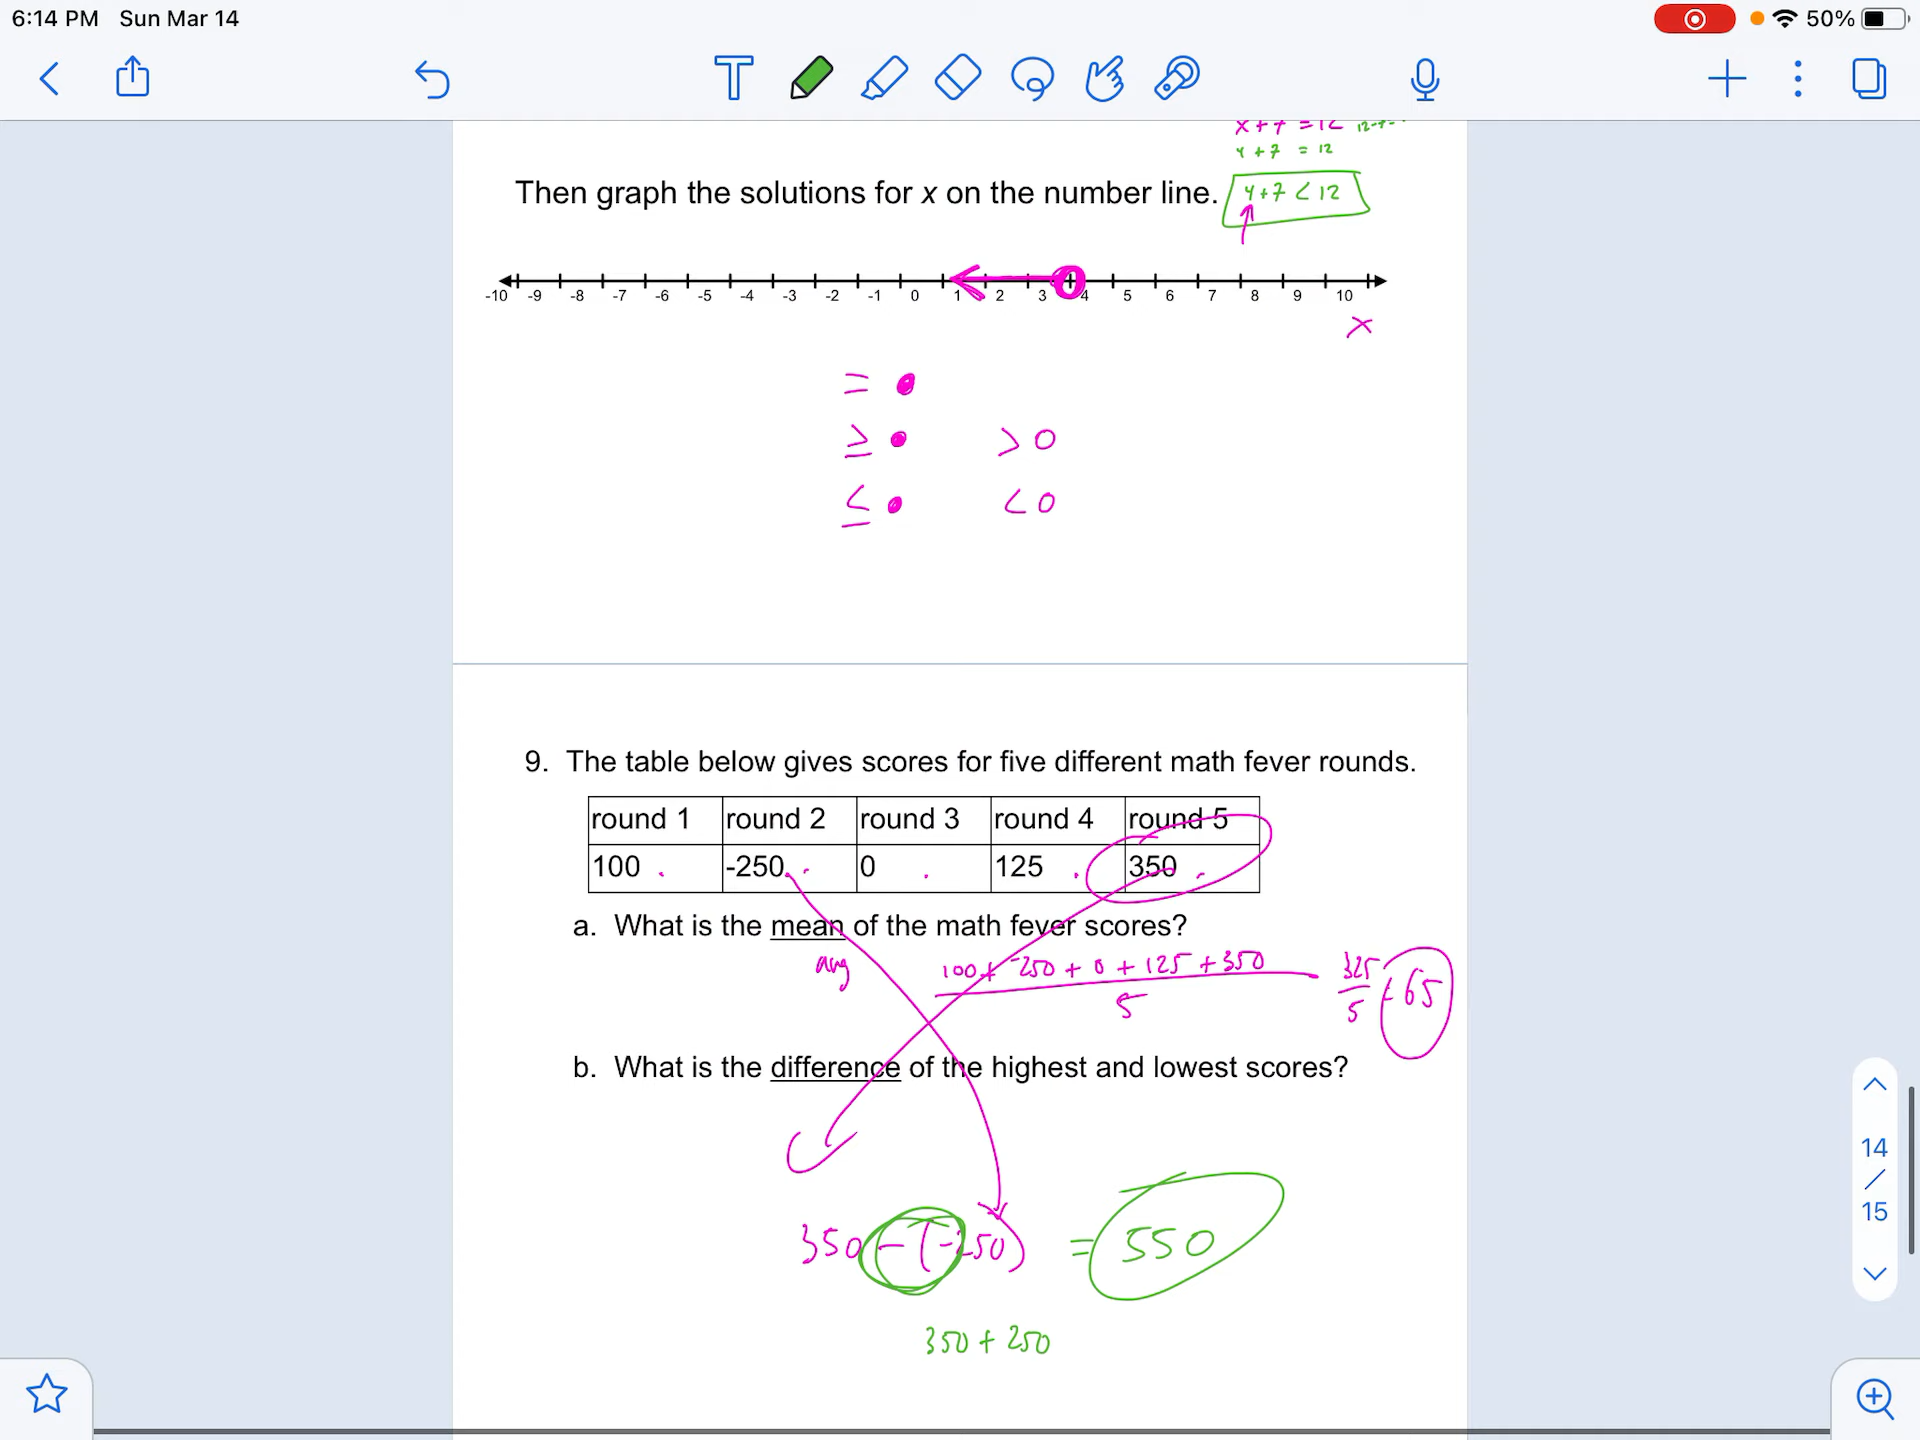 6:14 PM Sun Mar 14
50%
x + 7 = 12
4 + 7 = 12
Then graph the solutions for x on the number line.
4+7 < 12
-10 -9 -8 -7 -6 -5 -4 -3 -2 -1 0 1 2 3 4 5 6 7 8 9 10
x
= •
≥ • > o
≤ • < o
9. The table below gives scores for five different math fever rounds.
round 1 round 2 round 3 round 4 round 5
100 -250 0 125 350
a. What is the mean of the math fever scores?
avg
100 + -250 + 0 + 125 + 350
5
325
5
= 65
b. What is the difference of the highest and lowest scores?
350 - (-250) = 550
350 + 250
14
/
15